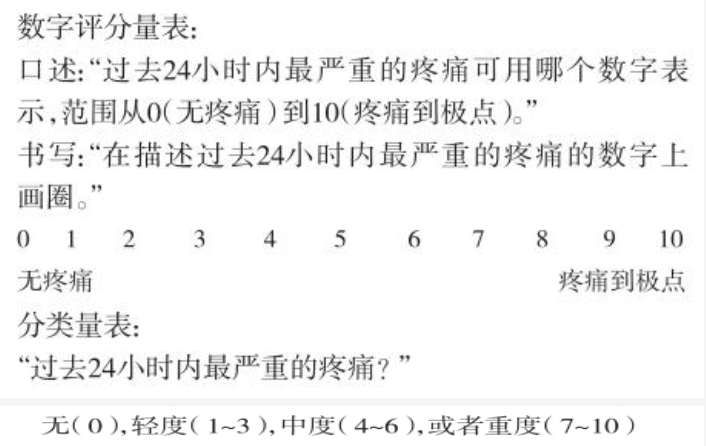 数字评分量表:
口述:“过去24小时内最严重的疼痛可用哪个数字表
示,范围从0(无疼痛)到10(疼痛到极点)。”
书写:“在描述过去24小时内最严重的疼痛的数字上
画圈。”
0 1 2 3 4 5 6 7 8 9 10
无疼痛 疼痛到极点
分类量表:
“过去24小时内最严重的疼痛?”
无(0),轻度(1~3),中度(4~6),或者重度(7~10)